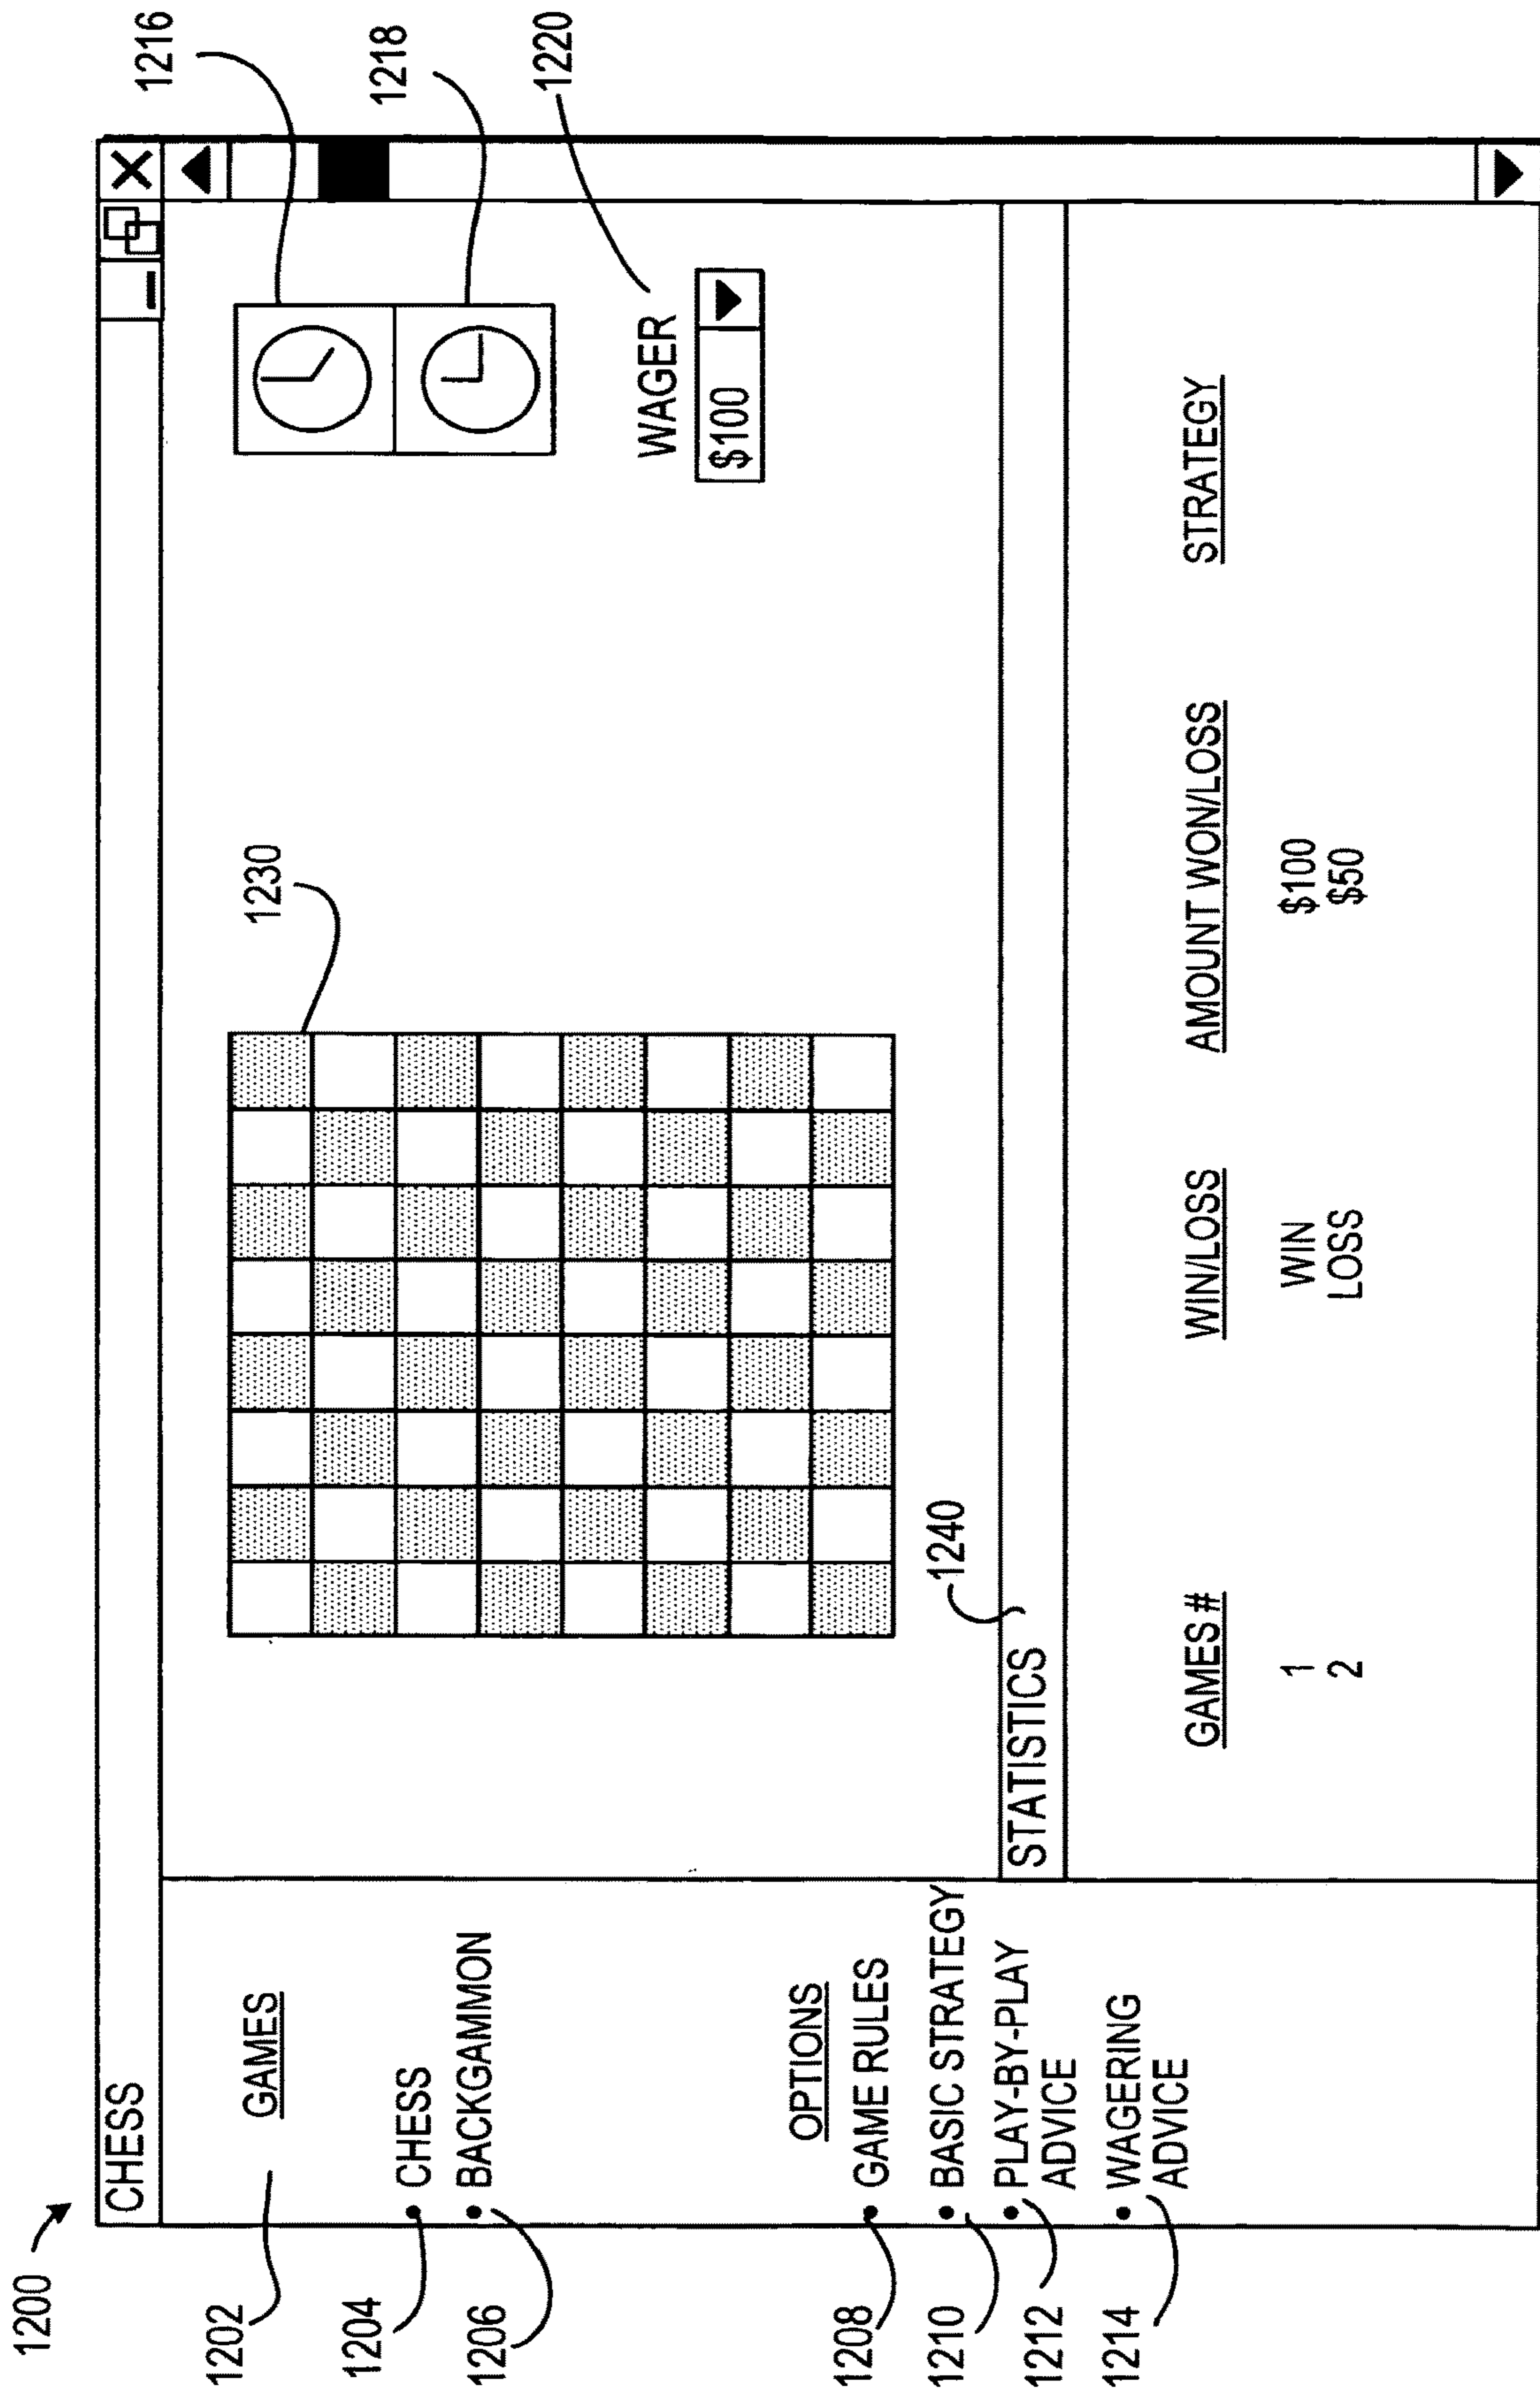 1200
CHESS
1202
GAMES
1204
• CHESS
1206
• BACKGAMMON
OPTIONS
1208
• GAME RULES
1210
• BASIC STRATEGY
1212
• PLAY-BY-PLAY
ADVICE
1214
• WAGERING
ADVICE
1230
1216
1218
1220
WAGER
$100
STATISTICS
1240
GAMES # WIN/LOSS AMOUNT WON/LOSS STRATEGY
1 WIN $100
2 LOSS $50